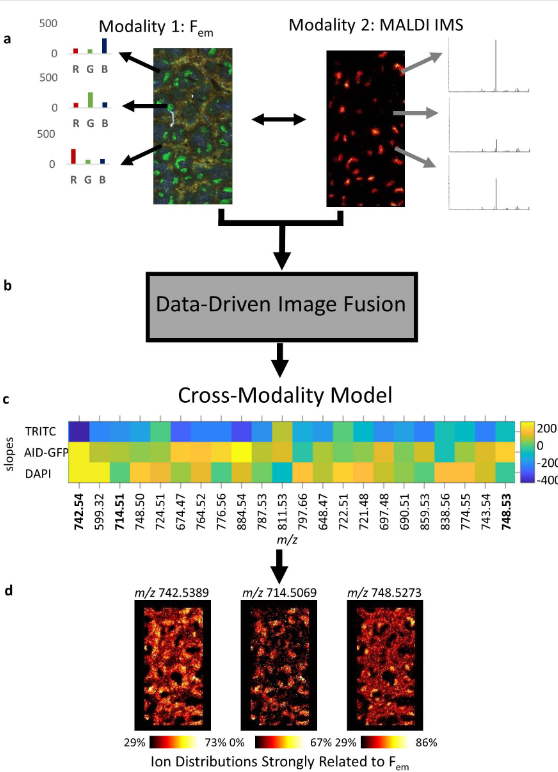 Modality 1: Fem
Modality 2: MALDI IMS
a
500
0
R G B
500
0
R G B
500
0
R G B
b
Data-Driven Image Fusion
c
Cross-Modality Model
slopes
TRITC
AID-GFP
DAPI
200
0
-200
-400
742.54 599.32 714.51 748.50 724.51 674.47 764.52 776.56 884.54 787.53 811.53 797.66 648.47 722.51 721.48 697.48 690.51 859.53 838.56 774.55 743.54 748.53
m/z
d
m/z 742.5389 m/z 714.5069 m/z 748.5273
29% 73% 0% 67% 29% 86%
Ion Distributions Strongly Related to Fem